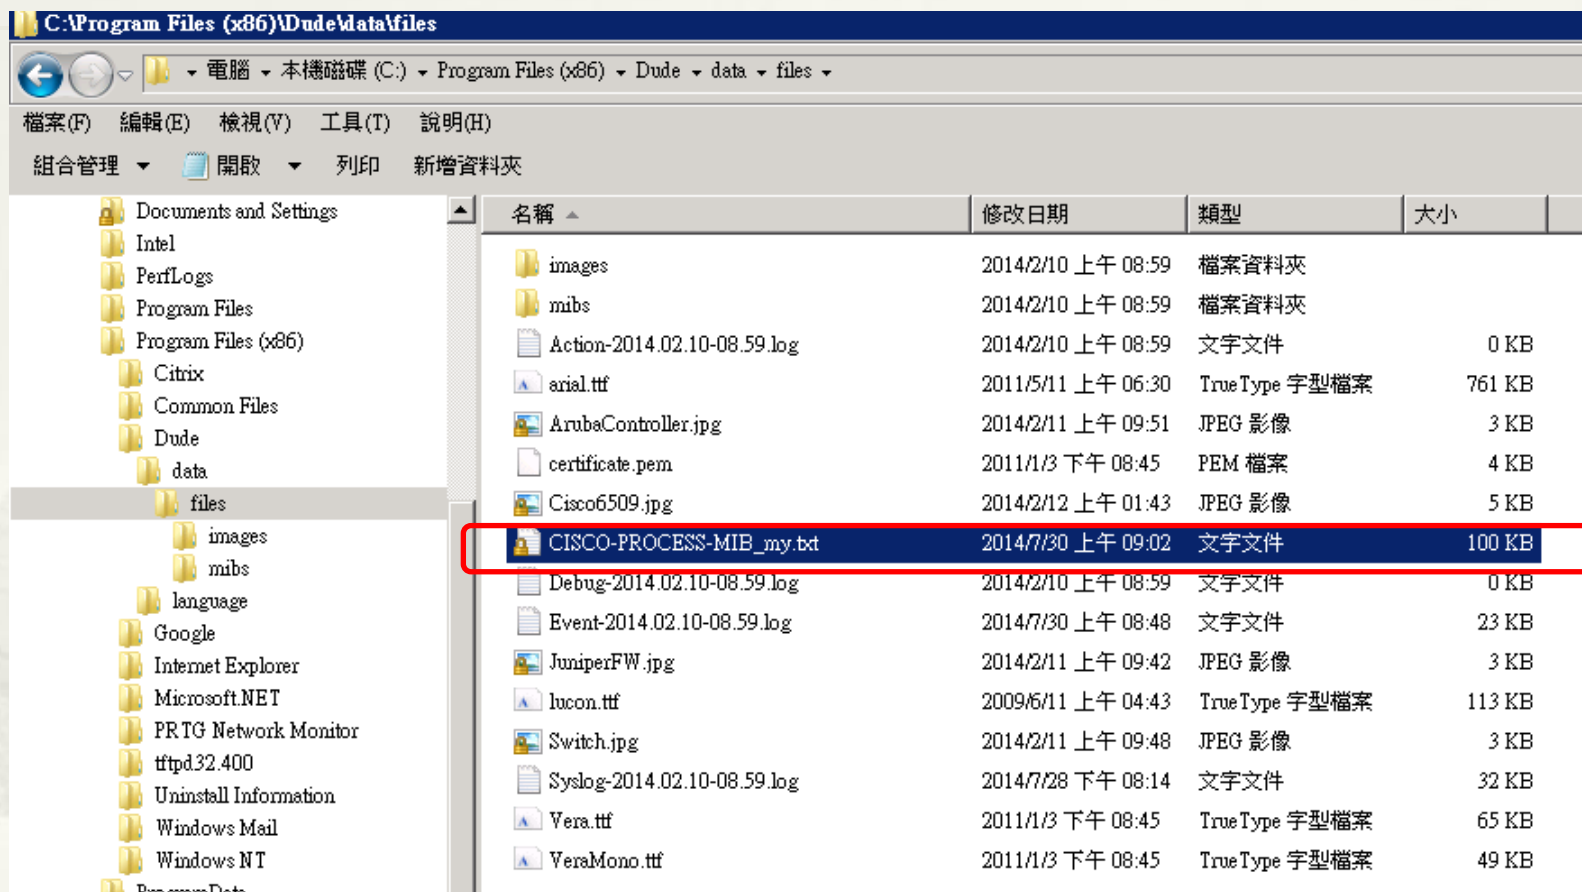 C:\Program Files (x86)\Dude\data\files
電腦 本機磁碟 (C:) Program Files (x86) Dude data files
檔案(F) 編輯(E) 檢視(V) 工具(T) 說明(H)
組合管理 開啟 列印 新增資料夾
Documents and Settings
Intel
PerfLogs
Program Files
Program Files (x86)
Citrix
Common Files
Dude
data
files
images
mibs
language
Google
Internet Explorer
Microsoft.NET
PRTG Network Monitor
tftpd32.400
Uninstall Information
Windows Mail
Windows NT
ProgramData
名稱 修改日期 類型 大小
images 2014/2/10 上午 08:59 檔案資料夾
mibs 2014/2/10 上午 08:59 檔案資料夾
Action-2014.02.10-08.59.log 2014/2/10 上午 08:59 文字文件 0 KB
arial.ttf 2011/5/11 上午 06:30 TrueType 字型檔案 761 KB
ArubaController.jpg 2014/2/11 上午 09:51 JPEG 影像 3 KB
certificate.pem 2011/1/3 下午 08:45 PEM 檔案 4 KB
Cisco6509.jpg 2014/2/12 上午 01:43 JPEG 影像 5 KB
CISCO-PROCESS-MIB_my.txt 2014/7/30 上午 09:02 文字文件 100 KB
Debug-2014.02.10-08.59.log 2014/2/10 上午 08:59 文字文件 0 KB
Event-2014.02.10-08.59.log 2014/7/30 上午 08:48 文字文件 23 KB
JuniperFW.jpg 2014/2/11 上午 09:42 JPEG 影像 3 KB
lucon.ttf 2009/6/11 上午 04:43 TrueType 字型檔案 113 KB
Switch.jpg 2014/2/11 上午 09:48 JPEG 影像 3 KB
Syslog-2014.02.10-08.59.log 2014/7/28 下午 08:14 文字文件 32 KB
Vera.ttf 2011/1/3 下午 08:45 TrueType 字型檔案 65 KB
VeraMono.ttf 2011/1/3 下午 08:45 TrueType 字型檔案 49 KB